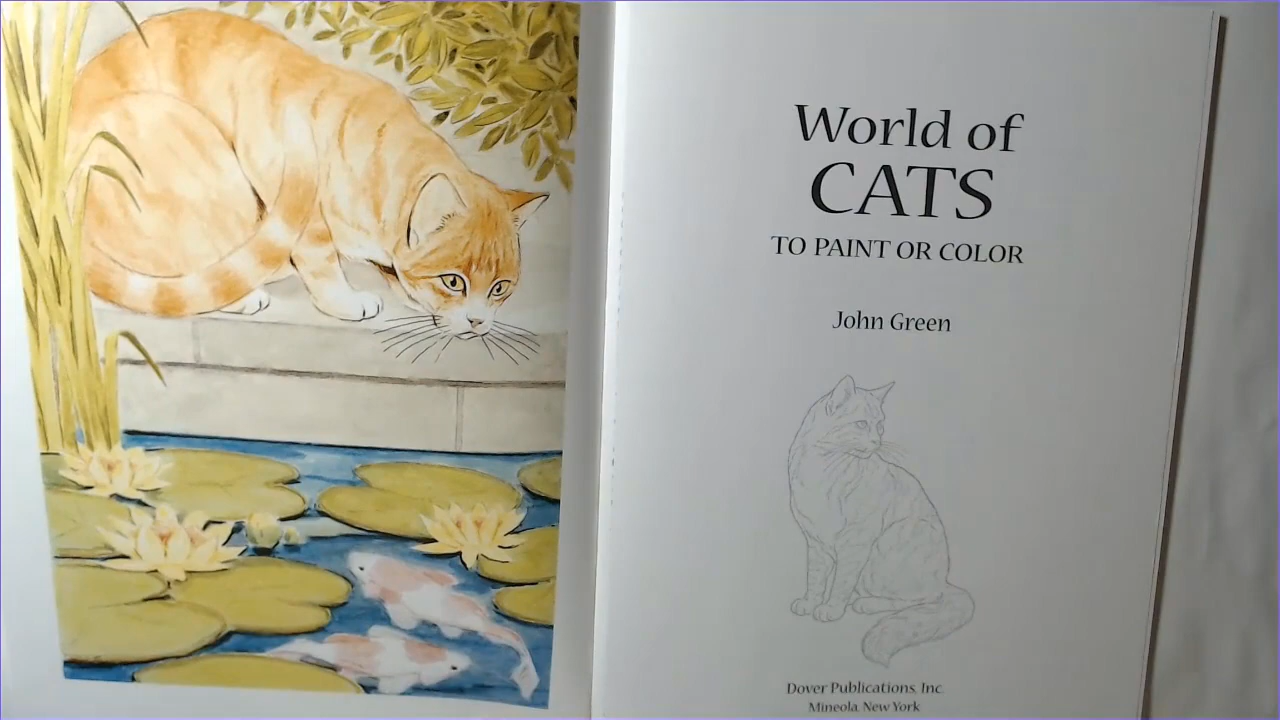 World of
CATS
TO PAINT OR COLOR
John Green
Dover Publications, Inc.
Mineola, New York